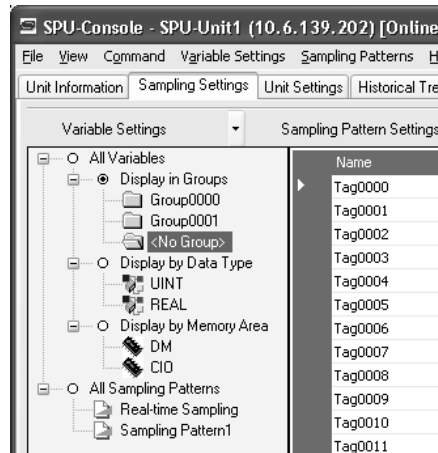 SPU-Console - SPU-Unit1 (10.6.139.202) [Online
File View Command Variable Settings Sampling Patterns H
Unit Information Sampling Settings Unit Settings Historical Tre
Variable Settings Sampling Pattern Settings
All Variables
Display in Groups
Group0000
Group0001
<No Group>
Display by Data Type
UINT
REAL
Display by Memory Area
DM
CIO
All Sampling Patterns
Real-time Sampling
Sampling Pattern1
Name
Tag0000
Tag0001
Tag0002
Tag0003
Tag0004
Tag0005
Tag0006
Tag0007
Tag0008
Tag0009
Tag0010
Tag0011